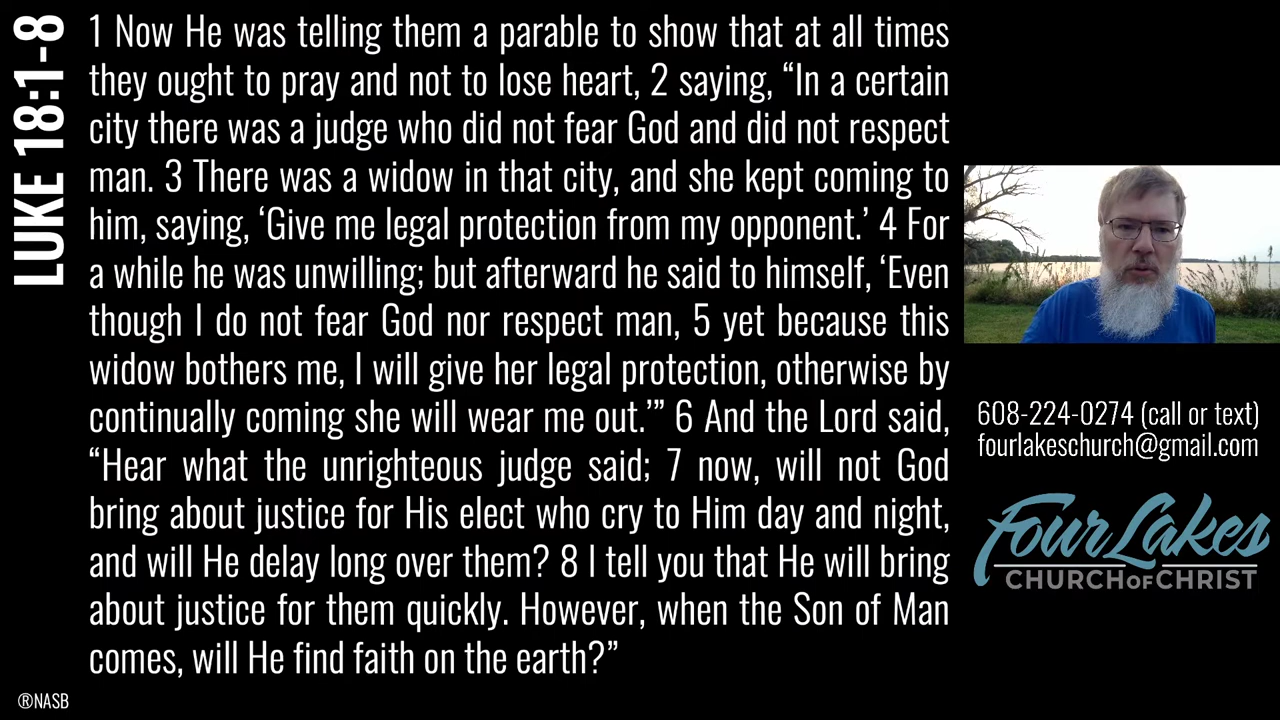 LUKE 18:1-8
1 Now He was telling them a parable to show that at all times
they ought to pray and not to lose heart, 2 saying, “In a certain
city there was a judge who did not fear God and did not respect
man. 3 There was a widow in that city, and she kept coming to
him, saying, ‘Give me legal protection from my opponent.’ 4 For
a while he was unwilling; but afterward he said to himself, ‘Even
though I do not fear God nor respect man, 5 yet because this
widow bothers me, I will give her legal protection, otherwise by
continually coming she will wear me out.’” 6 And the Lord said,
“Hear what the unrighteous judge said; 7 now, will not God
bring about justice for His elect who cry to Him day and night,
and will He delay long over them? 8 I tell you that He will bring
about justice for them quickly. However, when the Son of Man
comes, will He find faith on the earth?”
®NASB
608-224-0274 (call or text)
fourlakeschurch@gmail.com
Four Lakes
CHURCH OF CHRIST